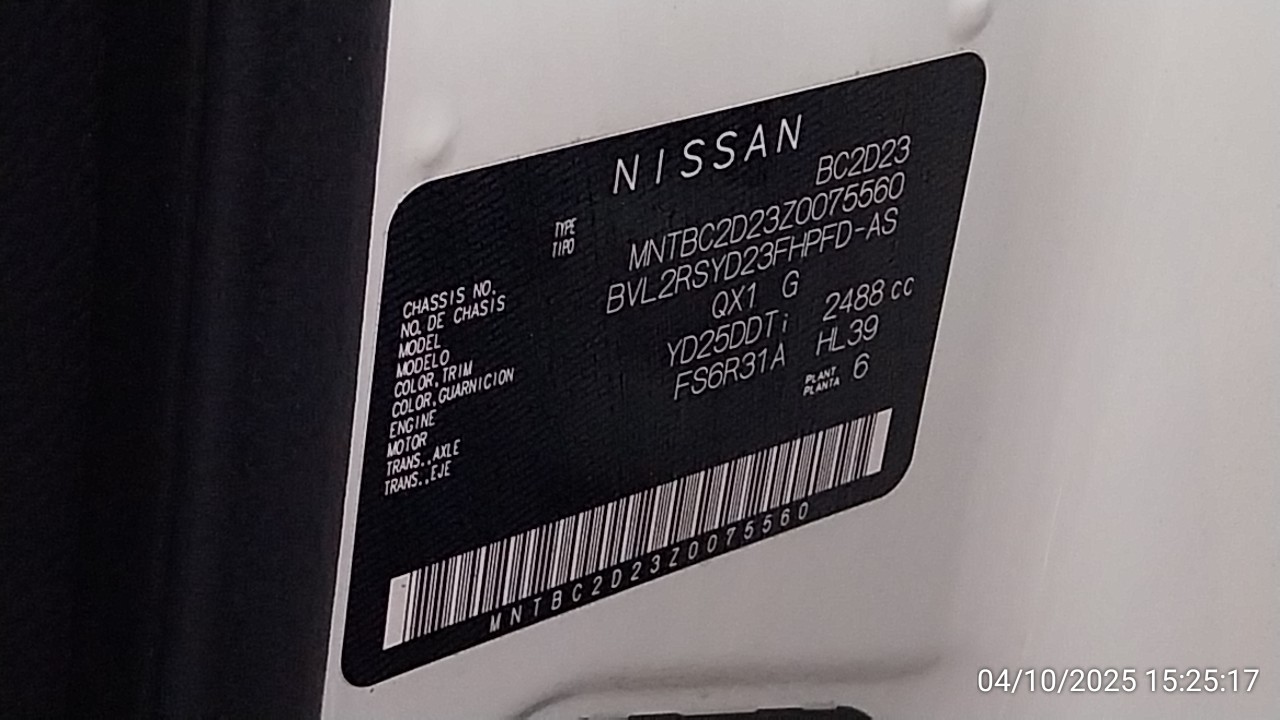 NISSAN
TYPE
TIPO
BC2D23
CHASSIS NO.
NO. DE CHASIS
MNTBC2D23Z0075560
MODEL
MODELO
BVL2RSYD23FHPFD-AS
COLOR,TRIM
COLOR,GUARNICION
QX1 G
ENGINE
MOTOR
YD25DDTi 2488 cc
TRANS.,AXLE
TRANS.,EJE
FS6R31A HL39
PLANT
PLANTA
6
MNTBC2D23Z0075560
04/10/2025 15:25:17